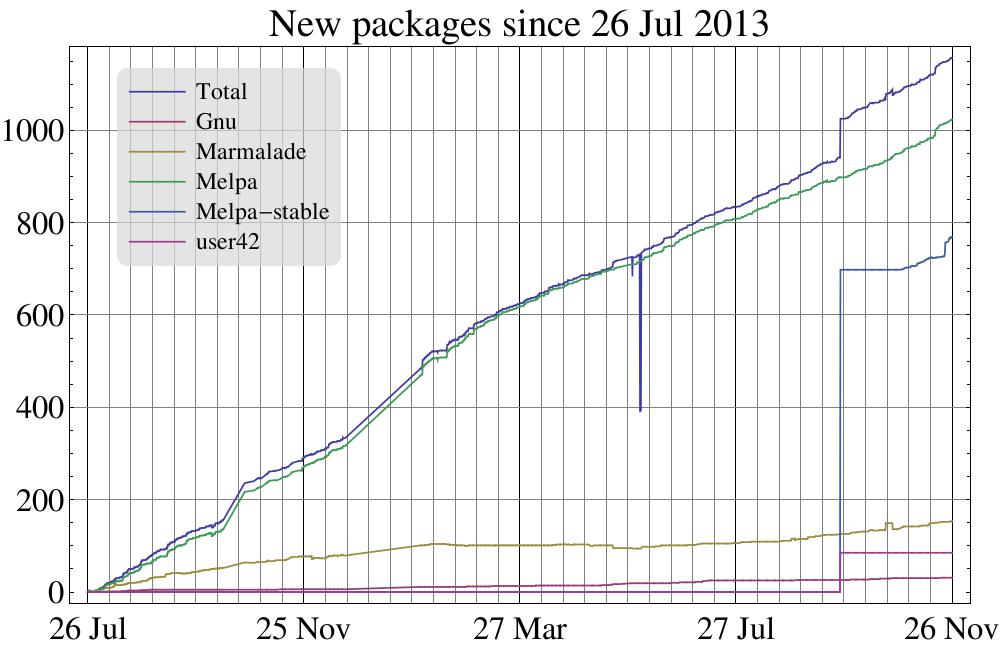 New packages since 26 Jul 2013
Total
Gnu
Marmalade
Melpa
Melpa-stable
user42
1000
800
600
400
200
0
26 Jul 25 Nov 27 Mar 27 Jul 26 Nov